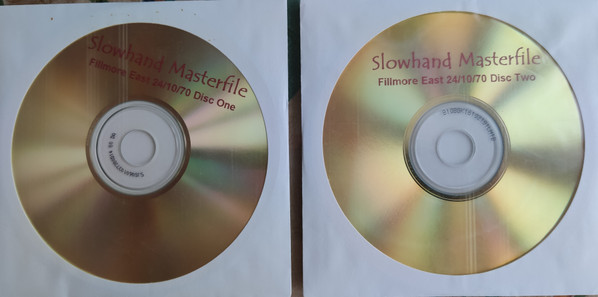 Slowhand Masterfile
Fillmore East 24/10/70 Disc One
Slowhand Masterfile
Fillmore East 24/10/70 Disc Two